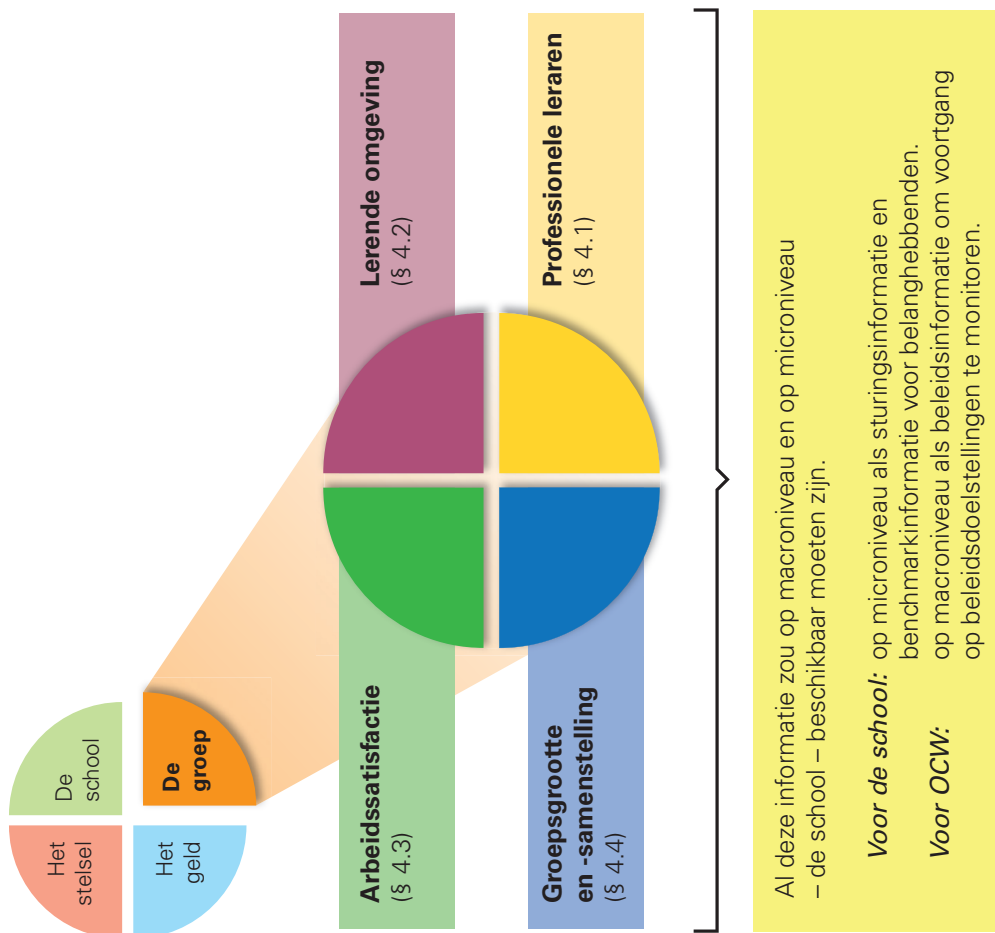 Het
stelsel
De
school
Het
geld
De
groep
Arbeidssatisfactie
(§ 4.3)
Lerende omgeving
(§ 4.2)
Groepsgrootte
en -samenstelling
(§ 4.4)
Professionele leraren
(§ 4.1)
Al deze informatie zou op macroniveau en op microniveau
– de school – beschikbaar moeten zijn.
Voor de school: op microniveau als sturingsinformatie en
benchmarkinformatie voor belanghebbenden.
Voor OCW: op macroniveau als beleidsinformatie om voortgang
op beleidsdoelstellingen te monitoren.